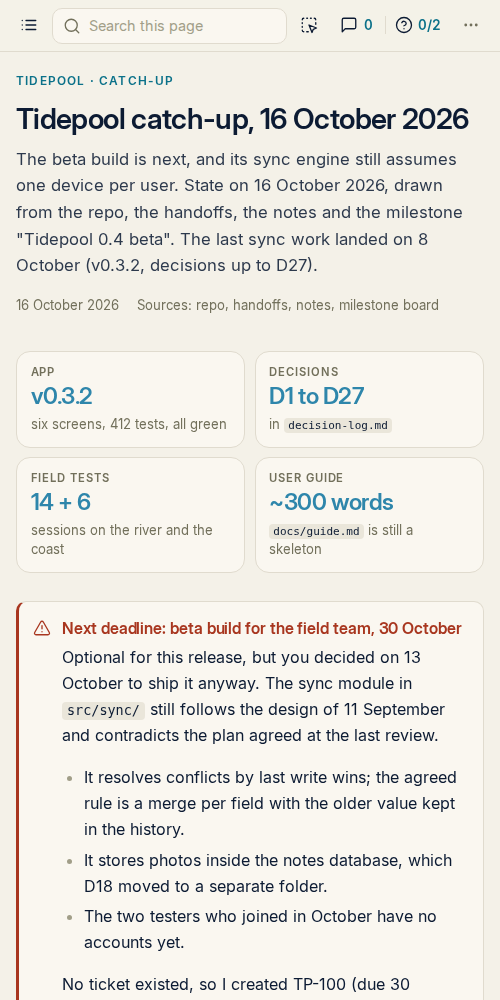 Search this page
0
0/2
TIDEPOOL · CATCH-UP
Tidepool catch-up, 16 October 2026
The beta build is next, and its sync engine still assumes
one device per user. State on 16 October 2026, drawn
from the repo, the handoffs, the notes and the milestone
"Tidepool 0.4 beta". The last sync work landed on 8
October (v0.3.2, decisions up to D27).
16 October 2026 Sources: repo, handoffs, notes, milestone board
APP
v0.3.2
six screens, 412 tests, all green
DECISIONS
D1 to D27
in decision-log.md
FIELD TESTS
14 + 6
sessions on the river and the
coast
USER GUIDE
~300 words
docs/guide.md is still a
skeleton
Next deadline: beta build for the field team, 30 October
Optional for this release, but you decided on 13
October to ship it anyway. The sync module in
src/sync/ still follows the design of 11 September
and contradicts the plan agreed at the last review.
• It resolves conflicts by last write wins; the agreed
rule is a merge per field with the older value kept
in the history.
• It stores photos inside the notes database, which
D18 moved to a separate folder.
• The two testers who joined in October have no
accounts yet.
No ticket existed, so I created TP-100 (due 30